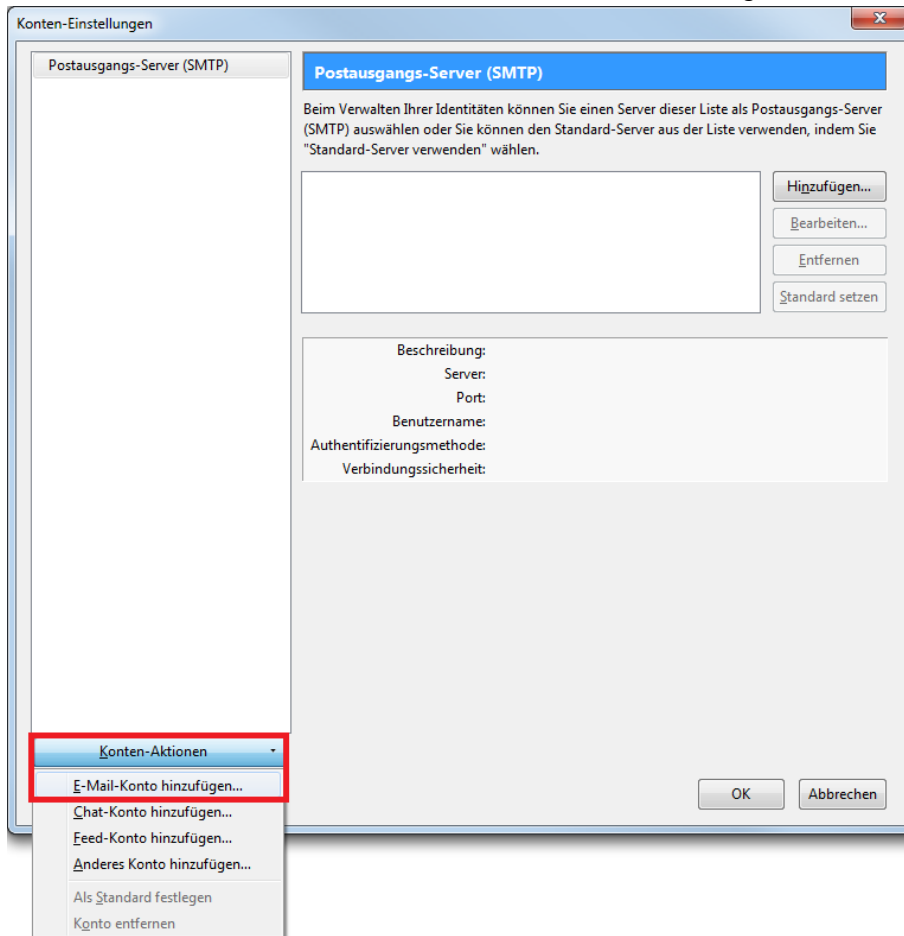 Konten-Einstellungen
Postausgangs-Server (SMTP)
Postausgangs-Server (SMTP)
Beim Verwalten Ihrer Identitäten können Sie einen Server dieser Liste als Postausgangs-Server
(SMTP) auswählen oder Sie können den Standard-Server aus der Liste verwenden, indem Sie
"Standard-Server verwenden" wählen.
Hinzufügen...
Bearbeiten...
Entfernen
Standard setzen
Beschreibung:
Server:
Port:
Benutzername:
Authentifizierungsmethode:
Verbindungssicherheit:
Konten-Aktionen
E-Mail-Konto hinzufügen...
Chat-Konto hinzufügen...
Feed-Konto hinzufügen...
Anderes Konto hinzufügen...
Als Standard festlegen
Konto entfernen
OK
Abbrechen